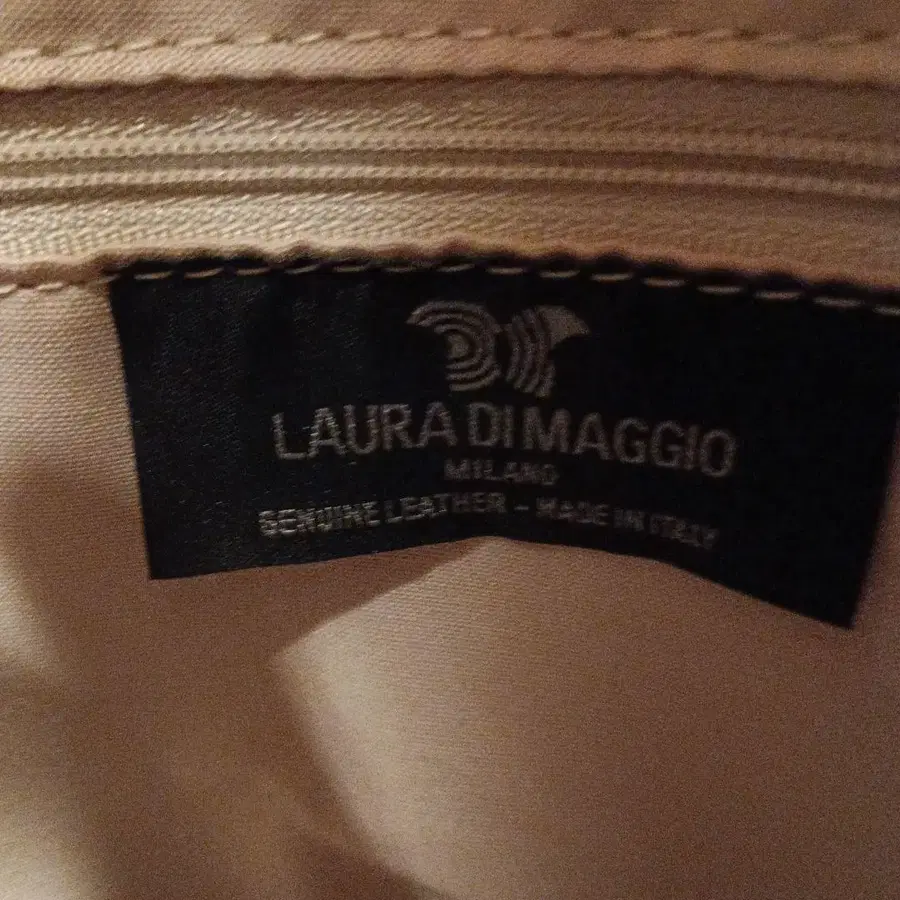 LAURA DI MAGGIO
MILANO
GENUINE LEATHER - MADE IN ITALY